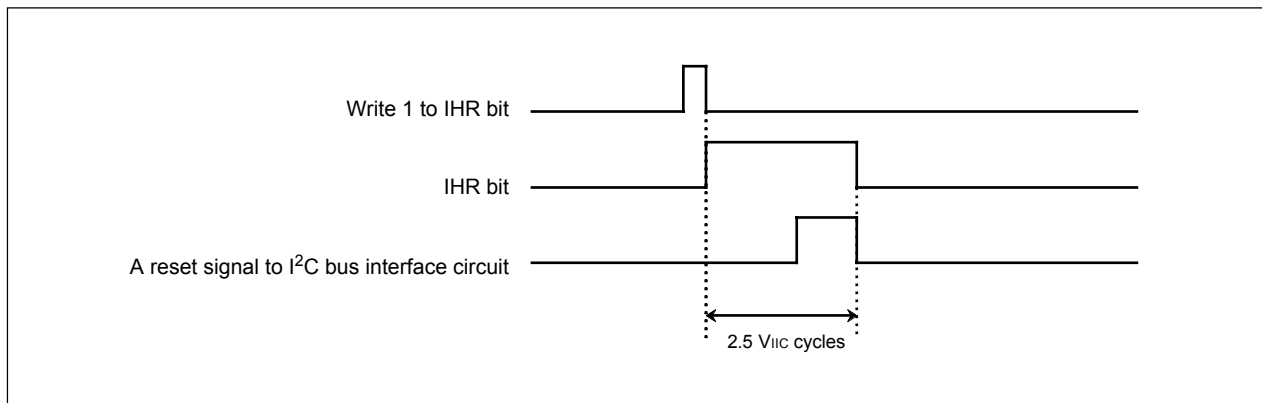 Write 1 to IHR bit
IHR bit
A reset signal to I²C bus interface circuit
2.5 VIIC cycles